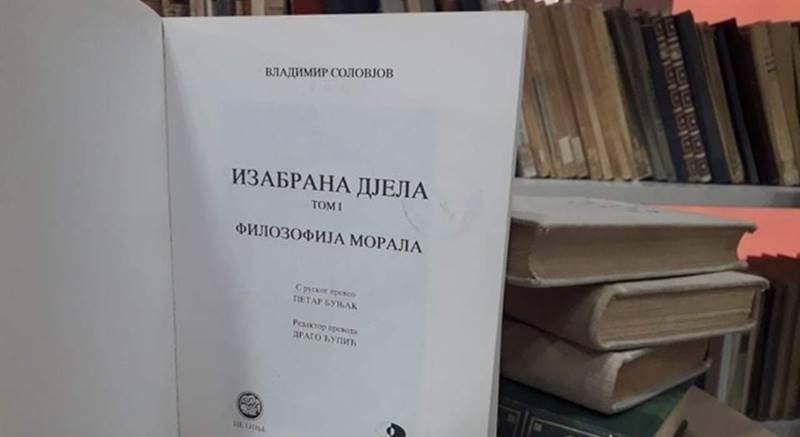 ВЛАДИМИР СОЛОВЈОВ
ИЗАБРАНА ДЈЕЛА
ТОМ I
ФИЛОЗОФИЈА МОРАЛА
С руског превео
ПЕТАР БУЊАК
Редактор превода
ДРАГО ЋУПИЋ
ЦЕТИЊЕ